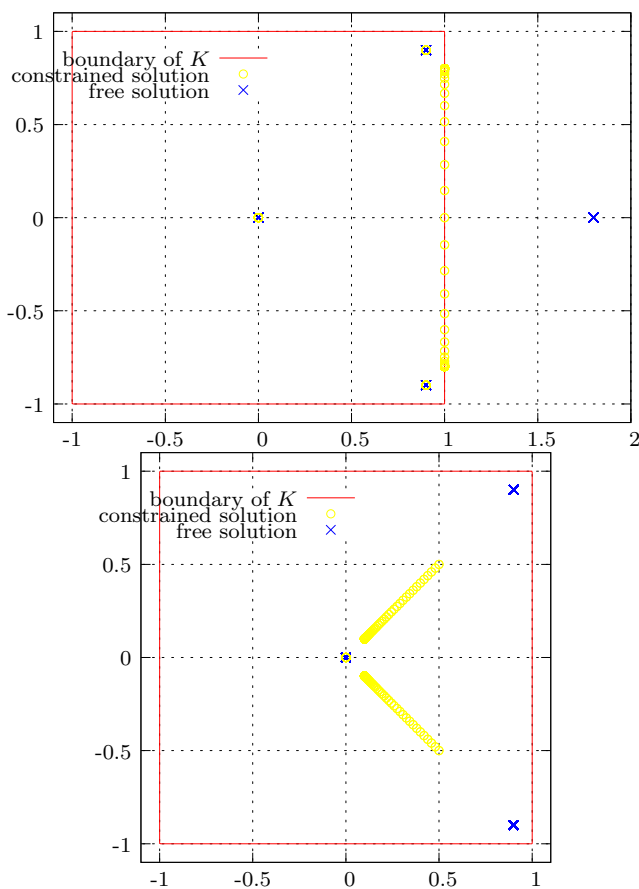 1
boundary of K
constrained solution
free solution
0.5
0
-0.5
-1
-1 -0.5 0 0.5 1 1.5 2
1
boundary of K
constrained solution
free solution
0.5
0
-0.5
-1
-1 -0.5 0 0.5 1